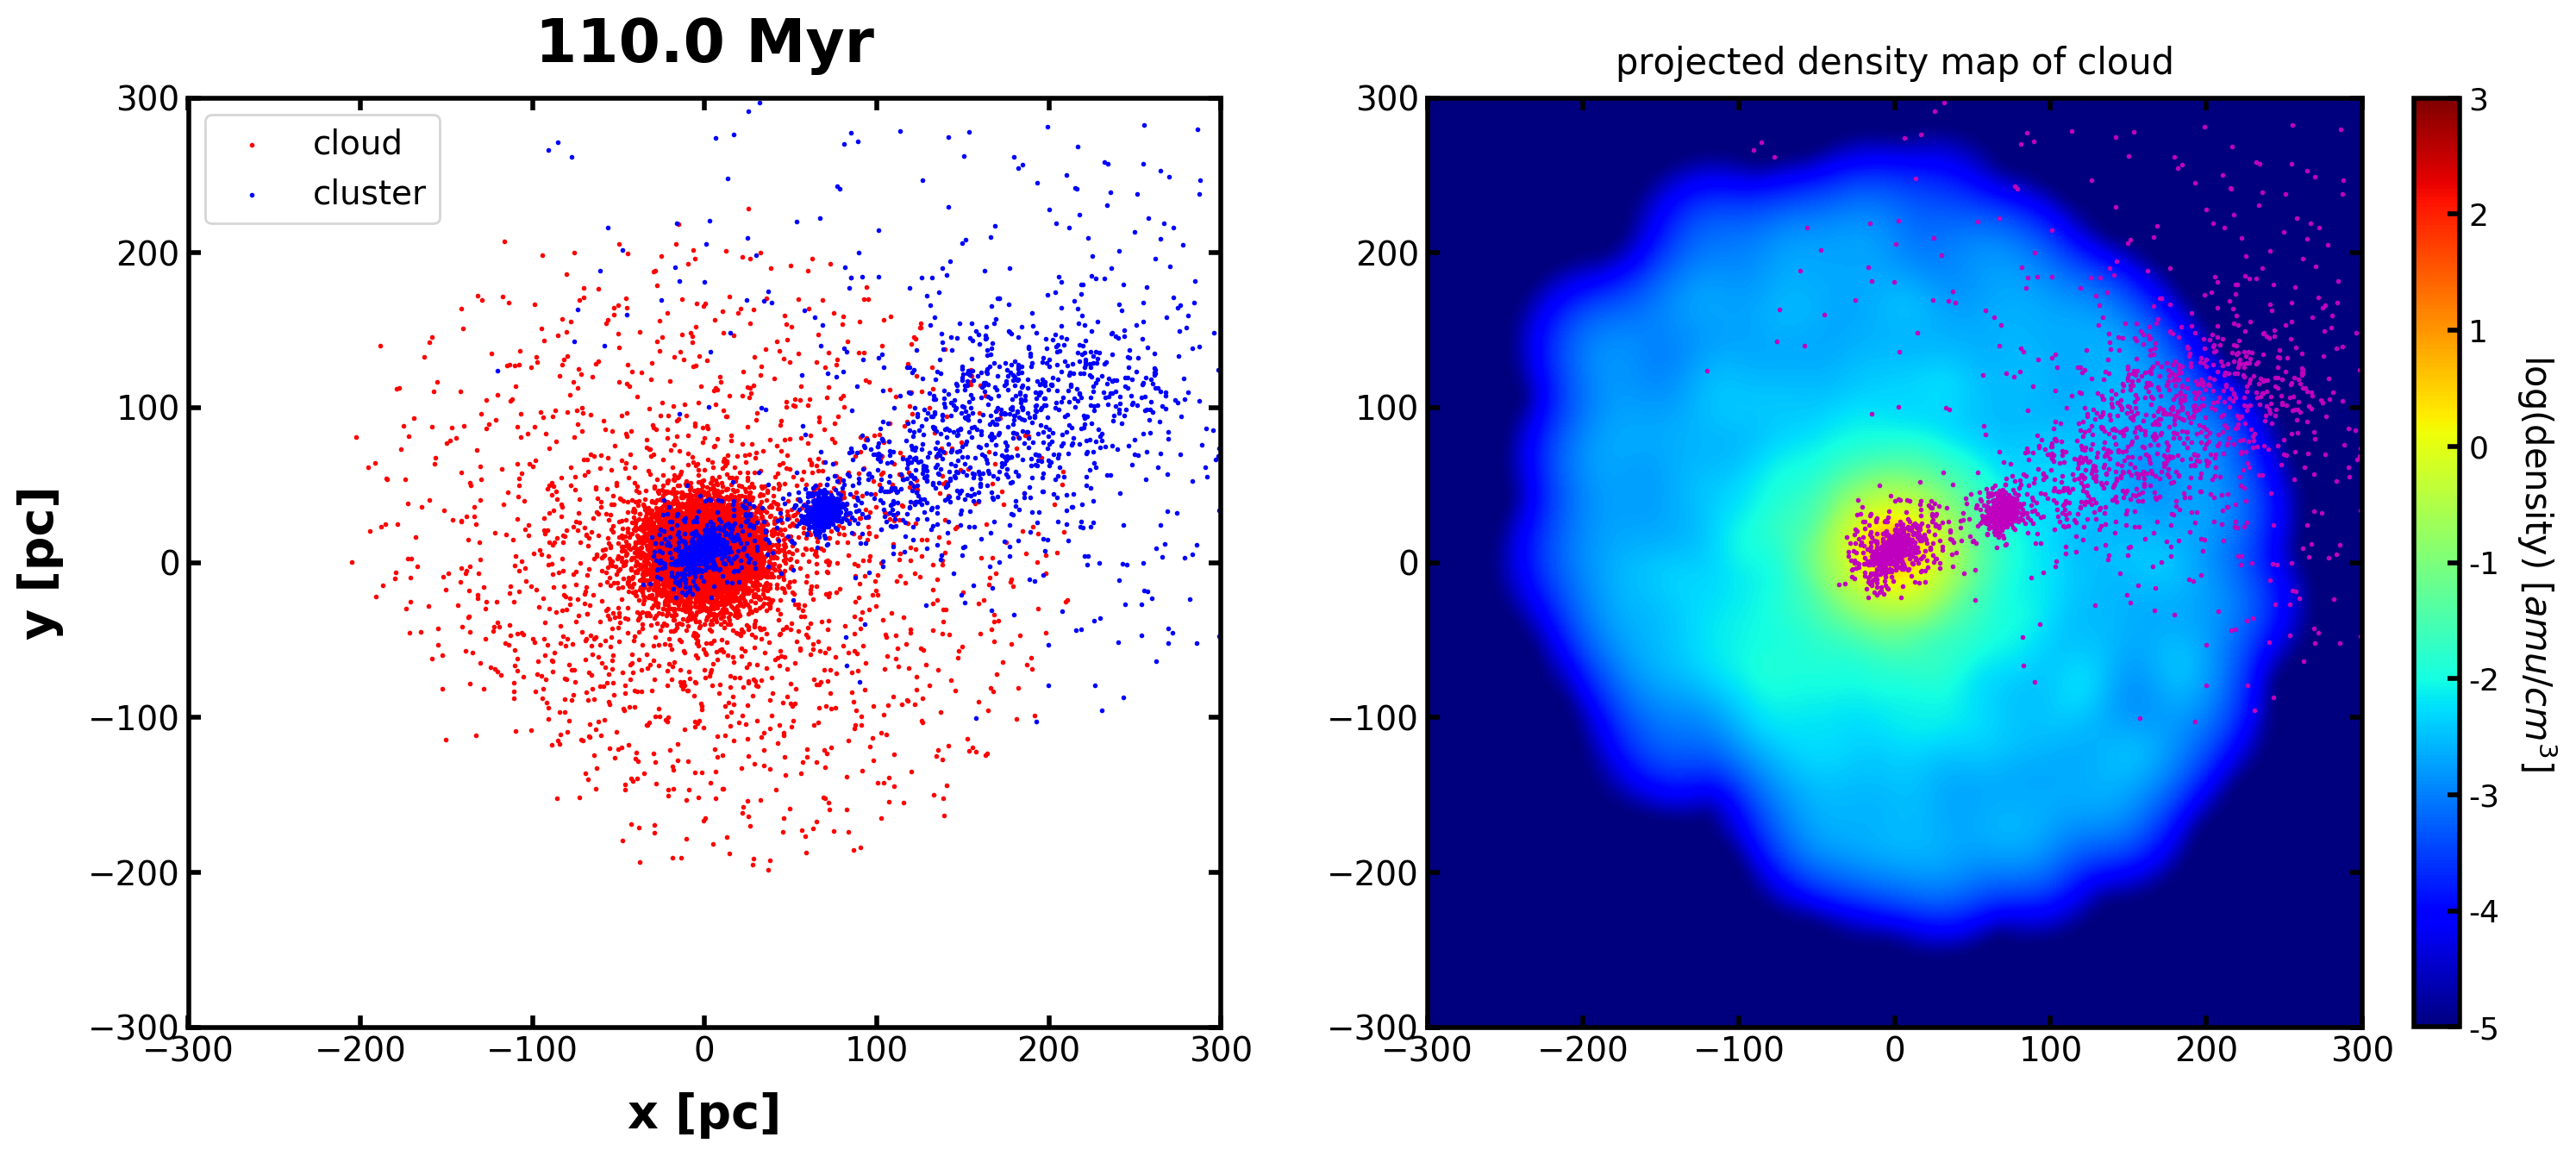 110.0 Myr
cloud
cluster
300
200
100
0
−100
−200
−300
y [pc]
−300 −200 −100 0 100 200 300
x [pc]
projected density map of cloud
300
200
100
0
−100
−200
−300
−300 −200 −100 0 100 200 300
3
2
1
0
-1
-2
-3
-4
-5
log(density) [amu/cm³]